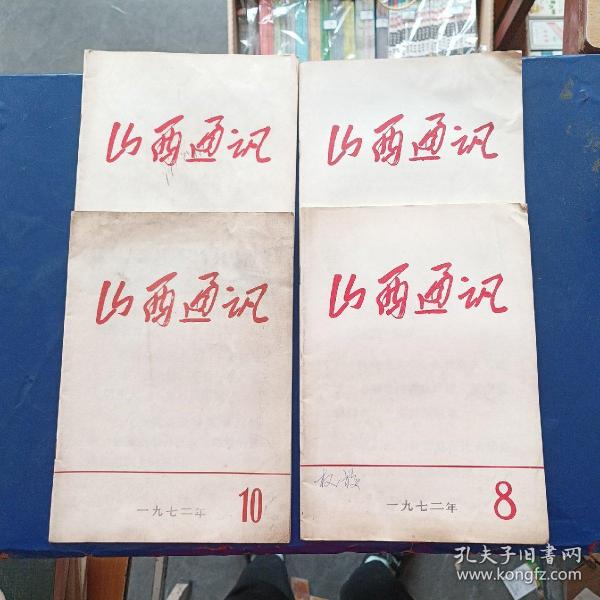 山西通讯
山西通讯
山西通讯
一九七二年
10
山西通讯
一九七二年
8
孔夫子旧书网
www.kongfz.com